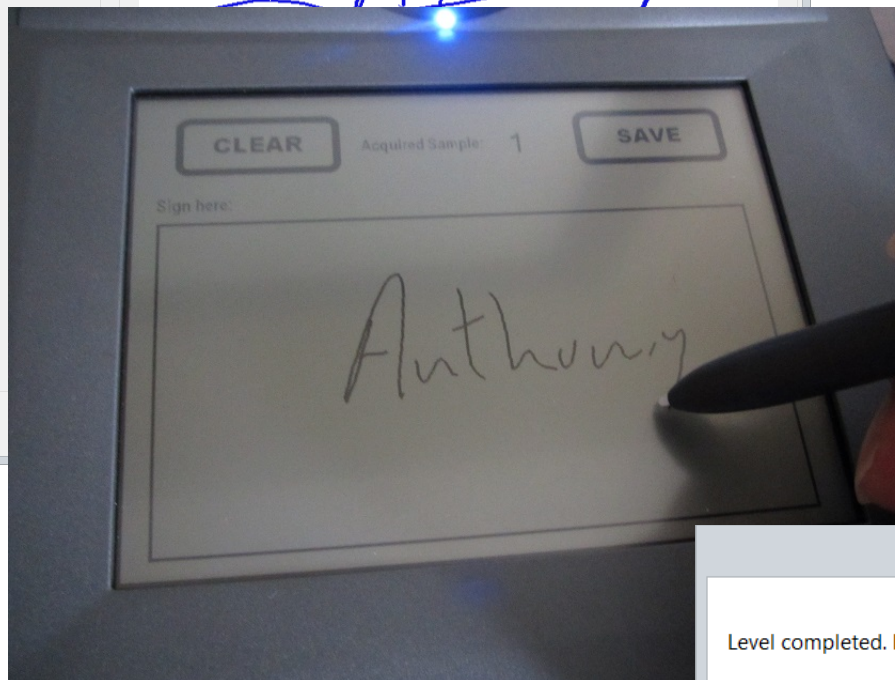 CLEAR
Acquired Sample: 1
SAVE
Sign here:
Anthony
Level completed.